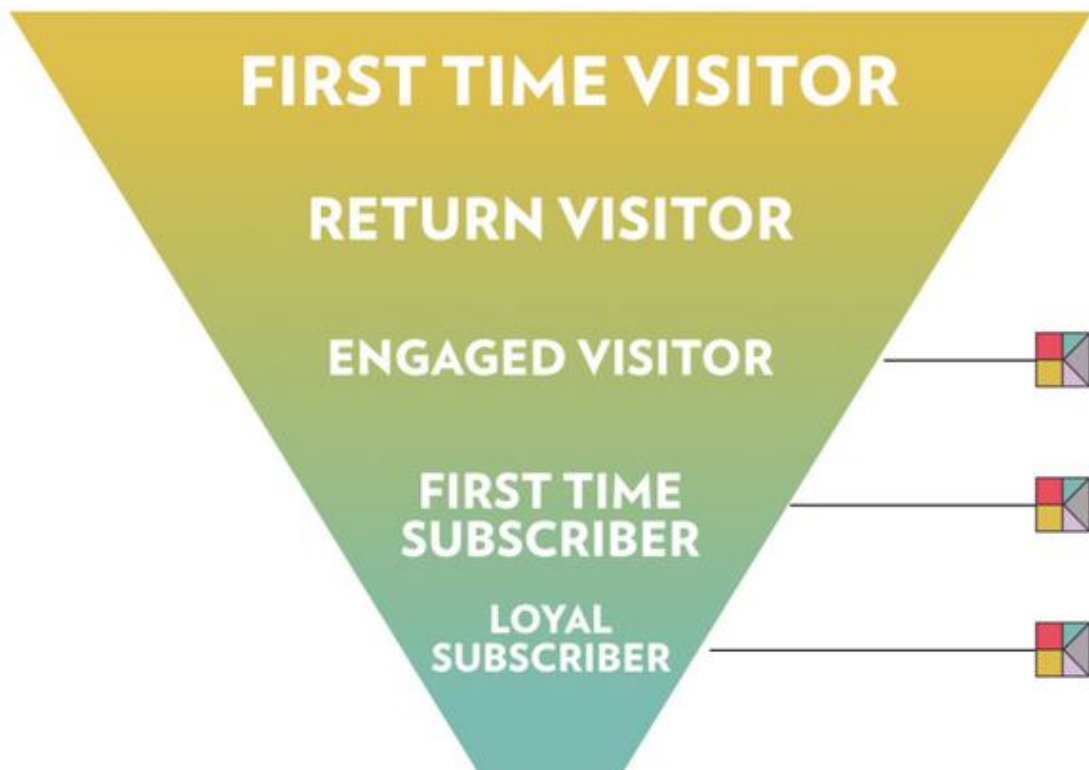 FIRST TIME VISITOR
RETURN VISITOR
ENGAGED VISITOR
FIRST TIME
SUBSCRIBER
LOYAL
SUBSCRIBER